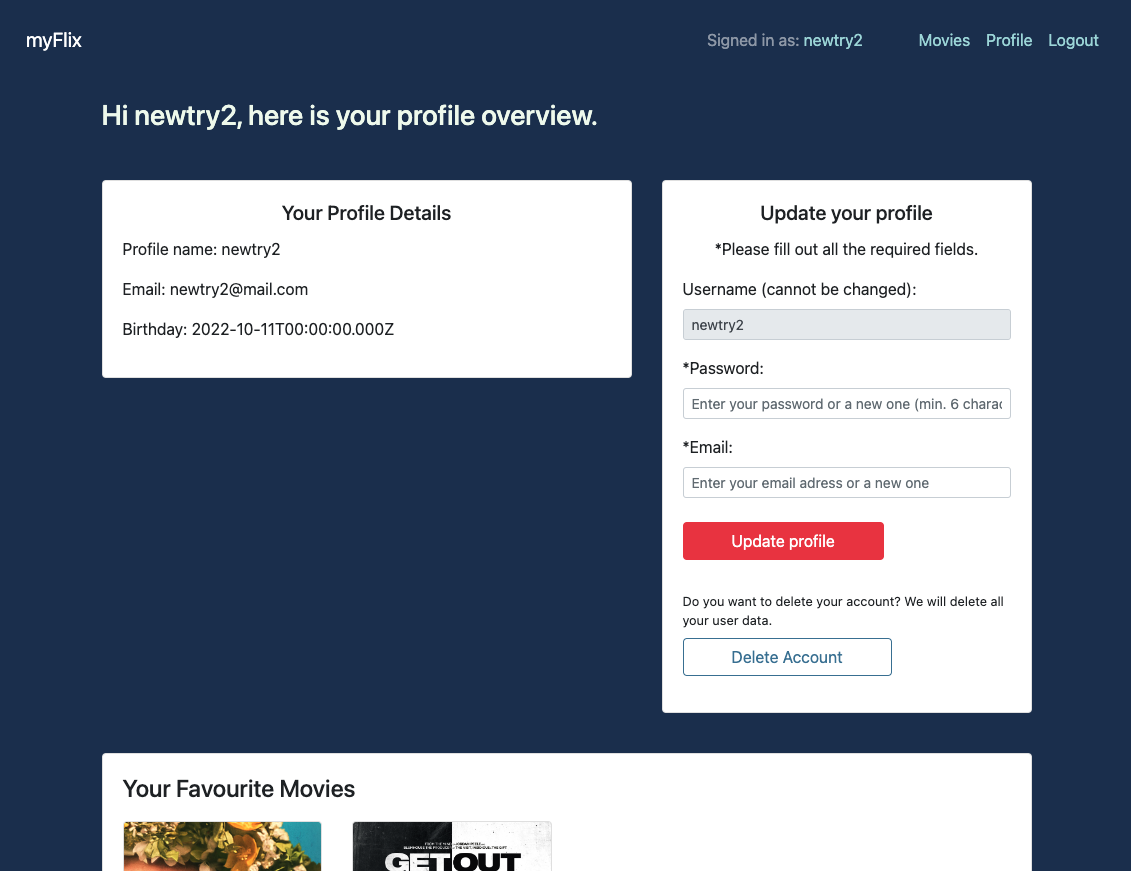 myFlix
Signed in as: newtry2
Movies
Profile
Logout
Hi newtry2, here is your profile overview.
Your Profile Details
Profile name: newtry2
Email: newtry2@mail.com
Birthday: 2022-10-11T00:00:00.000Z
Update your profile
*Please fill out all the required fields.
Username (cannot be changed):
newtry2
*Password:
Enter your password or a new one (min. 6 charac
*Email:
Enter your email adress or a new one
Update profile
Do you want to delete your account? We will delete all
your user data.
Delete Account
Your Favourite Movies
GET OUT